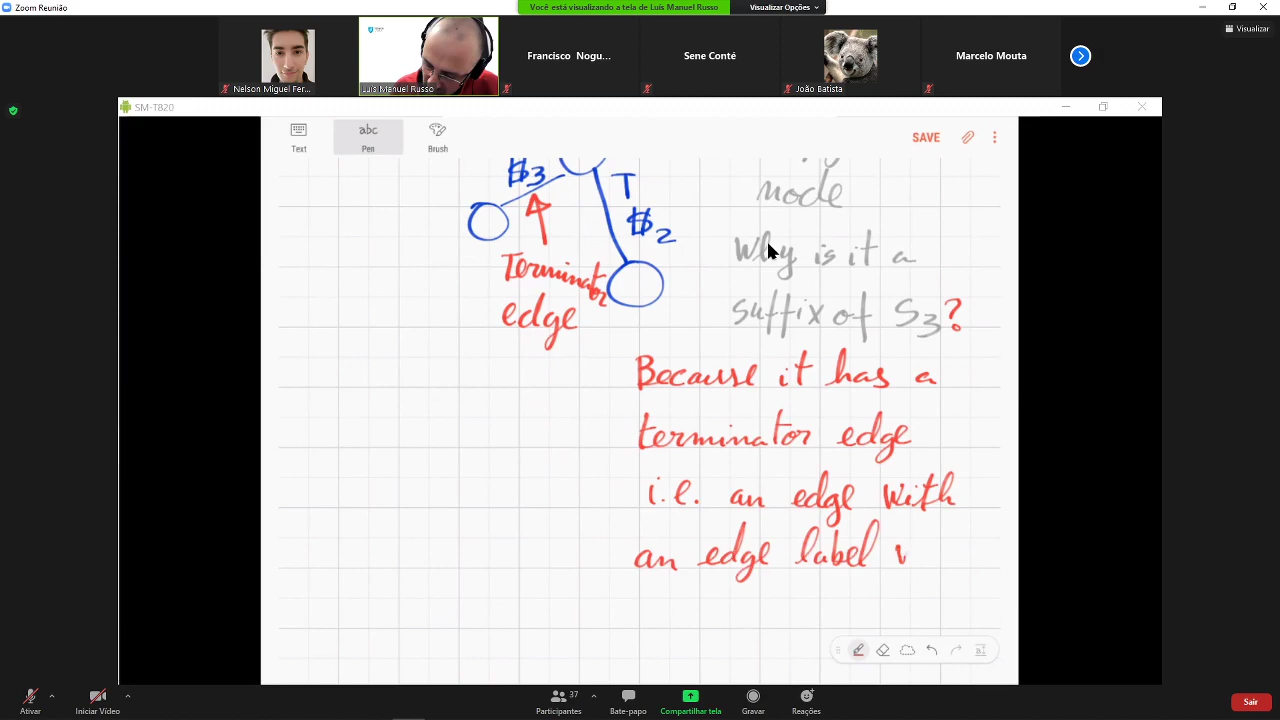 Zoom Reunião
Você está visualizando a tela de Luís Manuel Russo
Visualizar Opções
Visualizar
Nelson Miguel Fer...
Luís Manuel Russo
Francisco Nogu...
Sene Conté
João Batista
Marcelo Mouta
SM-T820
Text
abc
Pen
Brush
SAVE
$3
T
$2
Terminator
edge
node
Why is it a
suffix of S3?
Because it has a
terminator edge
i.e. an edge with
an edge label
Ativar
Iniciar Vídeo
37
Participantes
Bate-papo
Compartilhar tela
Gravar
Reações
Sair